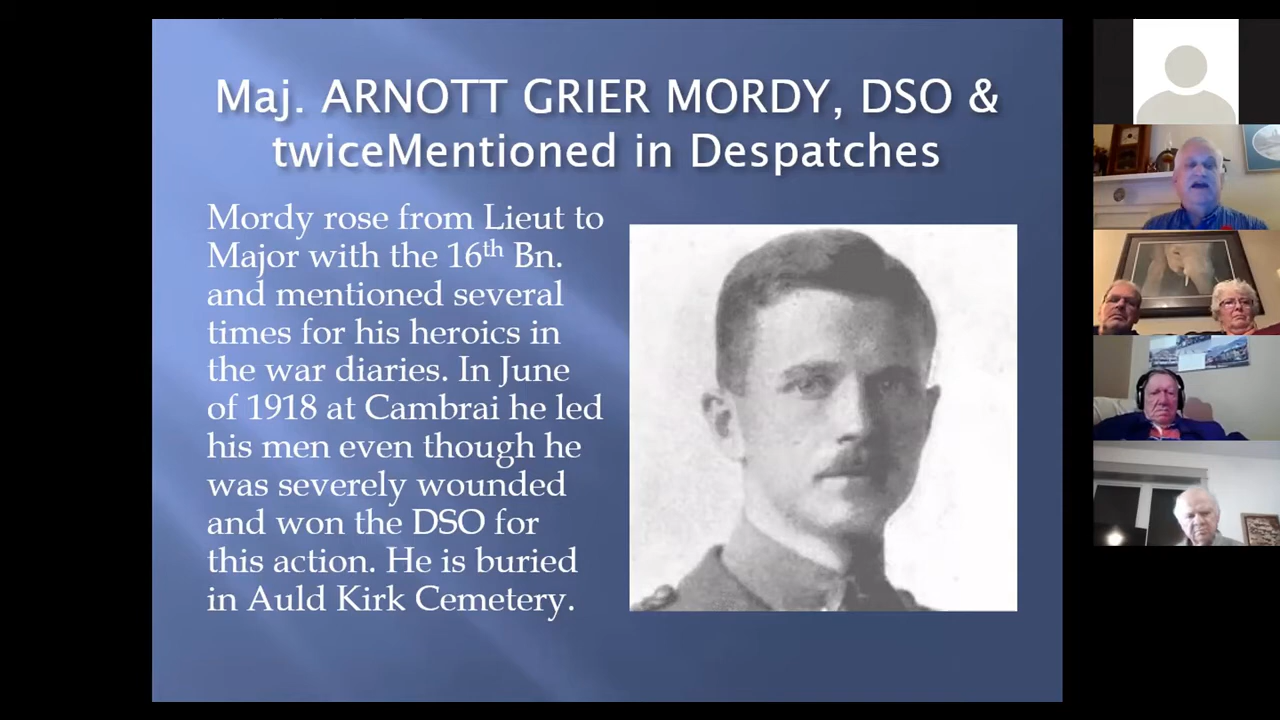 Maj. ARNOTT GRIER MORDY, DSO &
twiceMentioned in Despatches
Mordy rose from Lieut to
Major with the 16th Bn.
and mentioned several
times for his heroics in
the war diaries. In June
of 1918 at Cambrai he led
his men even though he
was severely wounded
and won the DSO for
this action. He is buried
in Auld Kirk Cemetery.